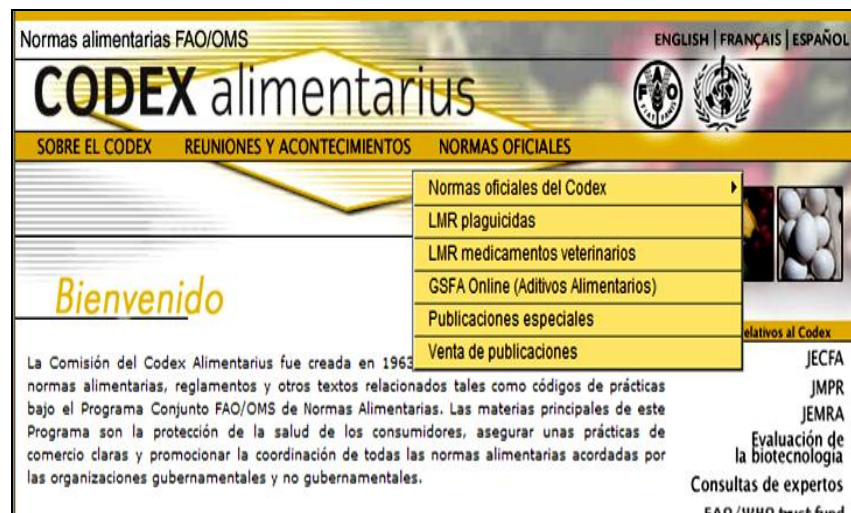 Normas alimentarias FAO/OMS
ENGLISH | FRANÇAIS | ESPAÑOL
CODEX alimentarius
SOBRE EL CODEX REUNIONES Y ACONTECIMIENTOS NORMAS OFICIALES
Normas oficiales del Codex
LMR plaguicidas
LMR medicamentos veterinarios
GSFA Online (Aditivos Alimentarios)
Publicaciones especiales
Venta de publicaciones
Bienvenido
La Comisión del Codex Alimentarius fue creada en 1963
normas alimentarias, reglamentos y otros textos relacionados tales como códigos de prácticas
bajo el Programa Conjunto FAO/OMS de Normas Alimentarias. Las materias principales de este
Programa son la protección de la salud de los consumidores, asegurar unas prácticas de
comercio claras y promocionar la coordinación de todas las normas alimentarias acordadas por
las organizaciones gubernamentales y no gubernamentales.
elativos al Codex
JECFA
JMPR
JEMRA
Evaluación de
la biotecnología
Consultas de expertos
FAO/WHO trust fund